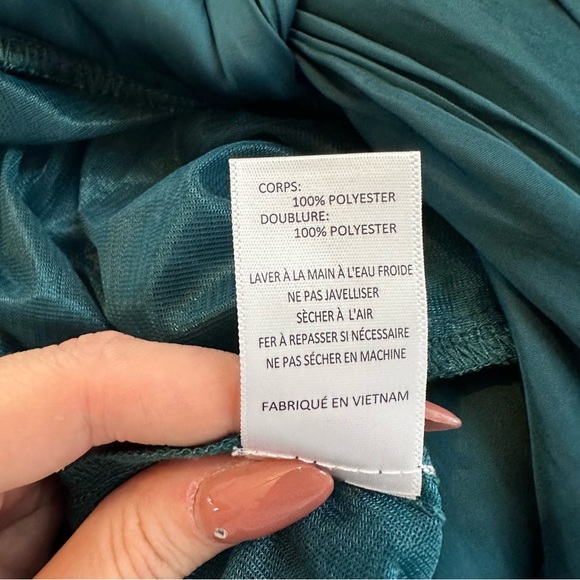 CORPS:
100% POLYESTER
DOUBLURE:
100% POLYESTER
LAVER À LA MAIN À L'EAU FROIDE
NE PAS JAVELLISER
SÈCHER À L'AIR
FER À REPASSER SI NÉCESSAIRE
NE PAS SÉCHER EN MACHINE
FABRIQUÉ EN VIETNAM